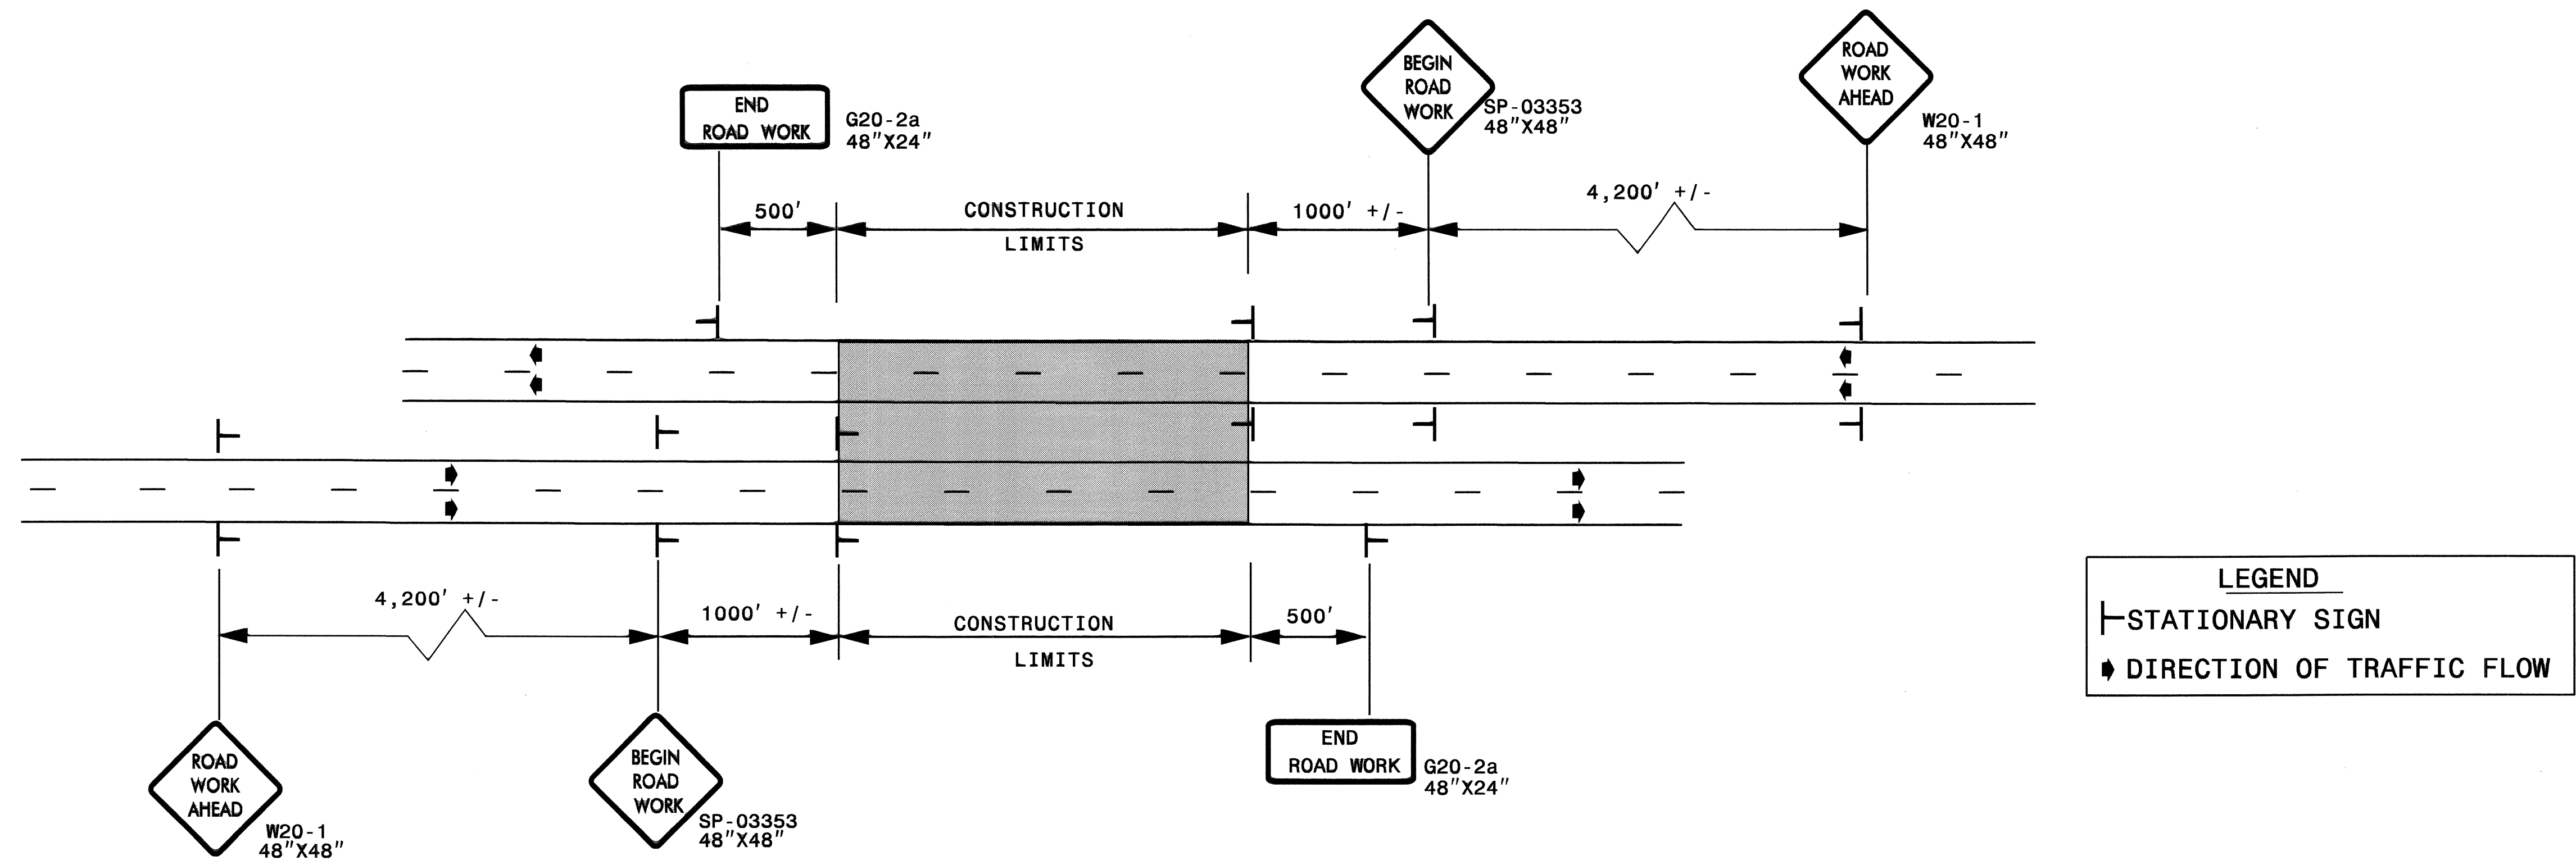 ROAD
WORK
AHEAD
W20-1
48"X48"
BEGIN
ROAD
WORK
SP-03353
48"X48"
END
ROAD WORK
G20-2a
48"X24"
500'
CONSTRUCTION
LIMITS
1000' +/-
4,200' +/-
4,200' +/-
1000' +/-
CONSTRUCTION
LIMITS
500'
LEGEND
STATIONARY SIGN
DIRECTION OF TRAFFIC FLOW
ROAD
WORK
AHEAD
W20-1
48"X48"
BEGIN
ROAD
WORK
SP-03353
48"X48"
END
ROAD WORK
G20-2a
48"X24"